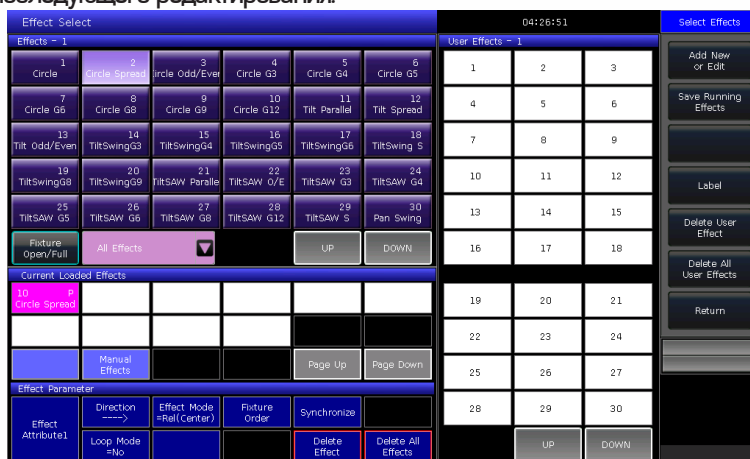 последующего редактирования.
Effect Select
04:26:51
Select Effects
Effects - 1
1 Circle
2 Circle Spread
3 Circle Odd/Even
4 Circle G3
5 Circle G4
6 Circle G5
7 Circle G6
8 Circle G8
9 Circle G9
10 Circle G12
11 Tilt Parallel
12 Tilt Spread
13 Tilt Odd/Even
14 TiltSwingG3
15 TiltSwingG4
16 TiltSwingG5
17 TiltSwingG6
18 TiltSwing S
19 TiltSwingG8
20 TiltSwingG9
21 TiltSAW Paralle
22 TiltSAW O/E
23 TiltSAW G3
24 TiltSAW G4
25 TiltSAW G5
26 TiltSAW G6
27 TiltSAW G8
28 TiltSAW G12
29 TiltSAW S
30 Pan Swing
Fixture Open/Full
All Effects
UP
DOWN
Current Loaded Effects
10 P
Circle Spread
Manual Effects
Page Up
Page Down
Effect Parameter
Effect Attribute1
Direction ---->
Effect Mode =Rel(Center)
Fixture Order
Synchronize
Loop Mode =No
Delete Effect
Delete All Effects
User Effects - 1
1 2 3
4 5 6
7 8 9
10 11 12
13 14 15
16 17 18
19 20 21
22 23 24
25 26 27
28 29 30
UP
DOWN
Add New or Edit
Save Running Effects
Label
Delete User Effect
Delete All User Effects
Return